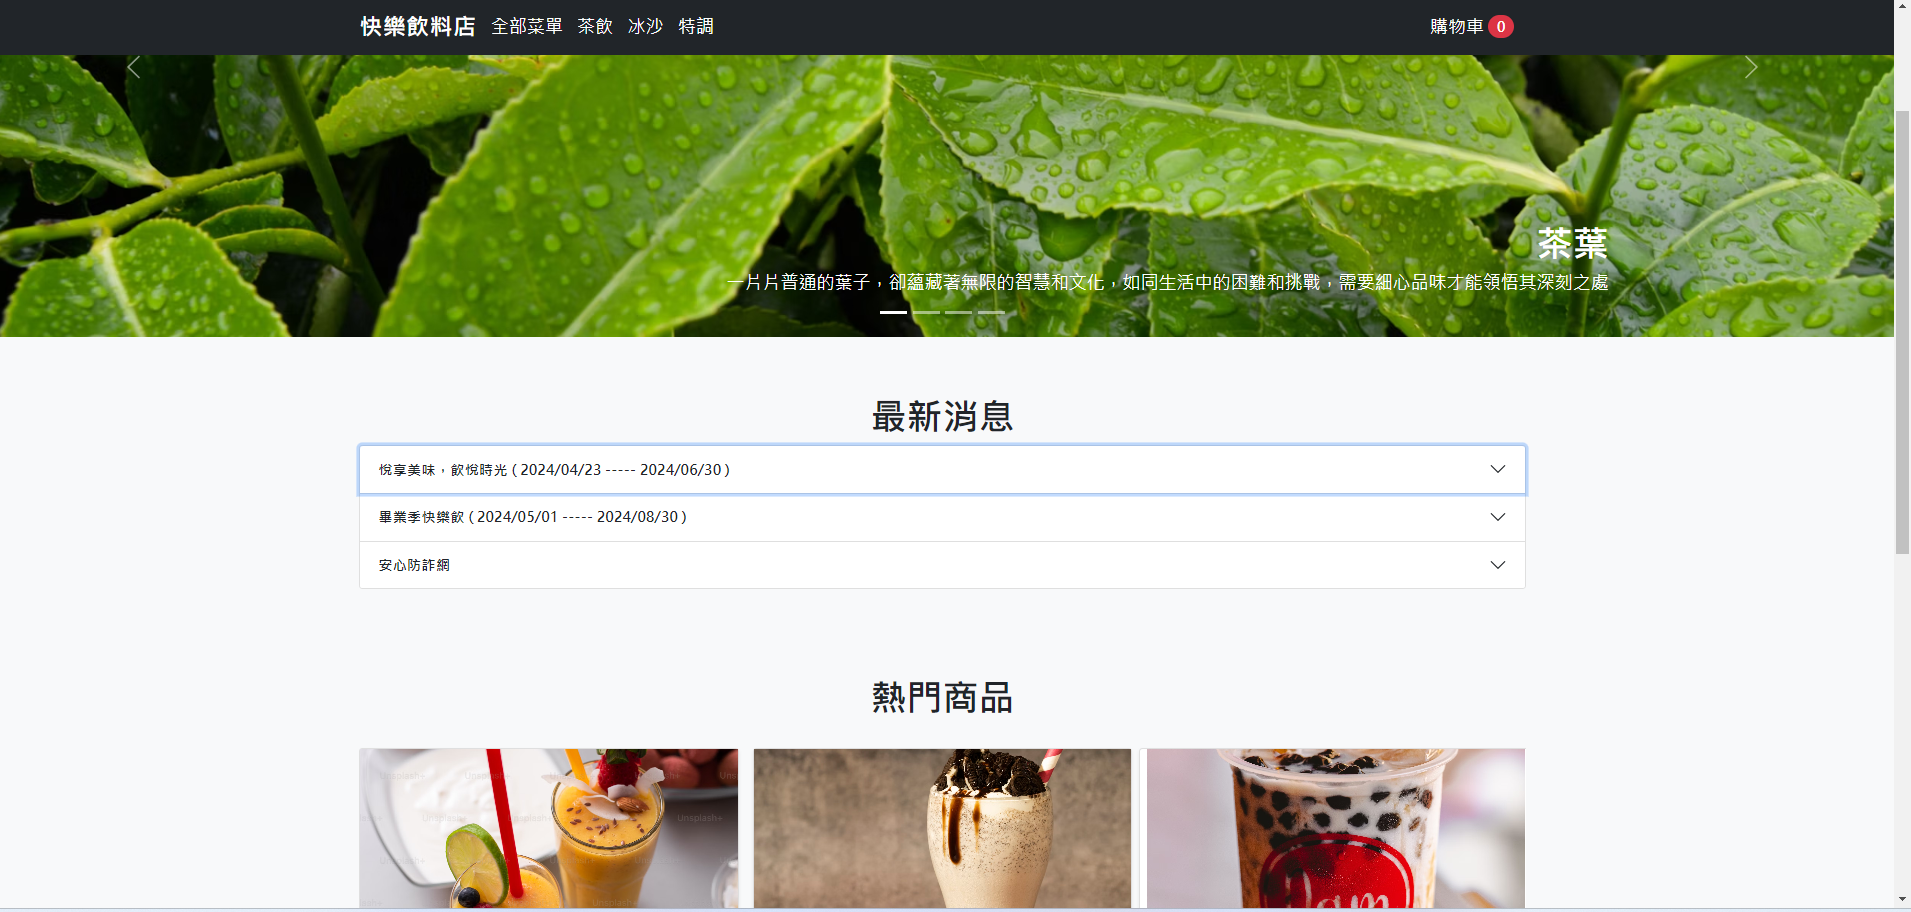 快樂飲料店 全部菜單 茶飲 冰沙 特調 購物車 0
茶葉
一片片普通的葉子，卻蘊藏著無限的智慧和文化，如同生活中的困難和挑戰，需要細心品味才能領悟其深刻之處
最新消息
悅享美味，飲悅時光 ( 2024/04/23 ----- 2024/06/30 )
畢業季快樂飲 ( 2024/05/01 ----- 2024/08/30 )
安心防詐網
熱門商品
Unsplash+
Jam